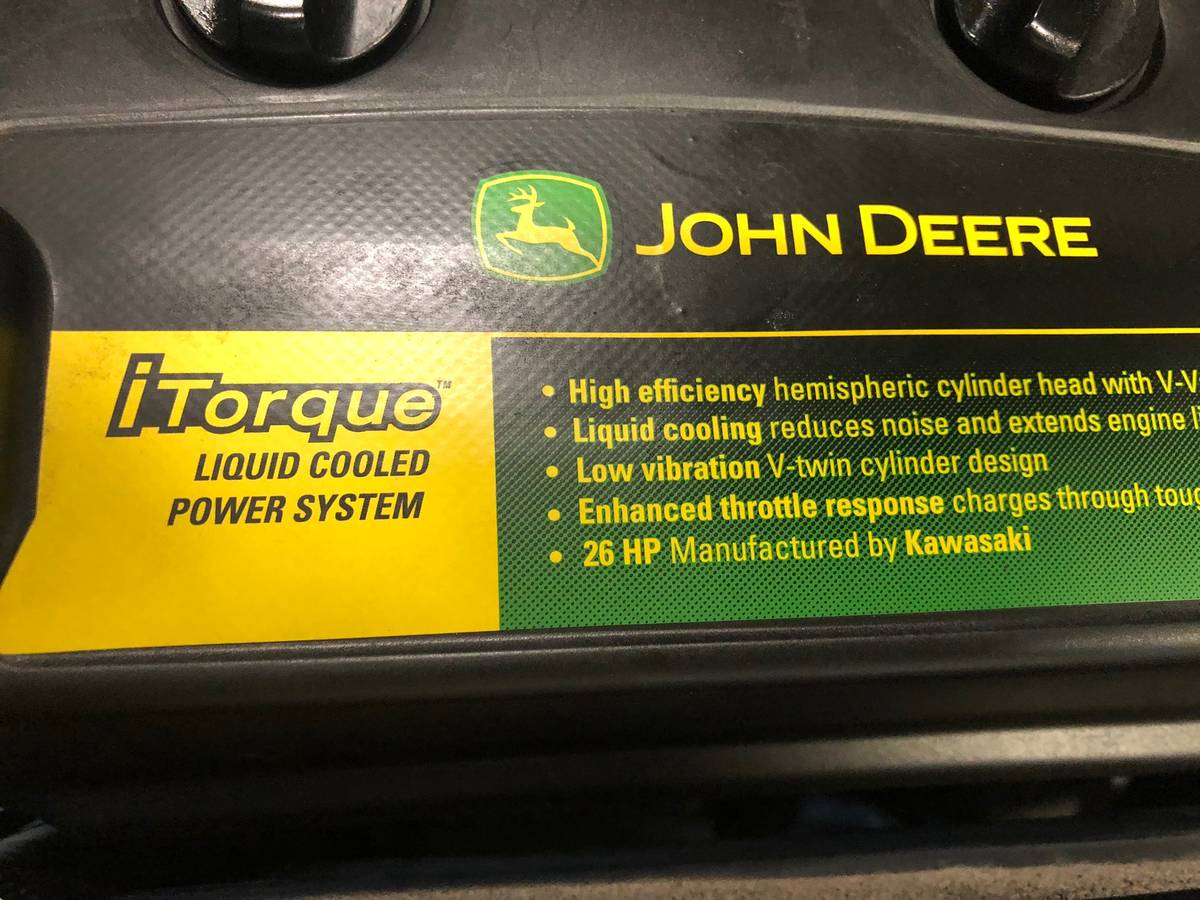 JOHN DEERE
iTorque™
LIQUID COOLED
POWER SYSTEM
• High efficiency hemispheric cylinder head with
• Liquid cooling reduces noise and extends engine
• Low vibration V-twin cylinder design
• Enhanced throttle response charges through
• 26 HP Manufactured by Kawasaki